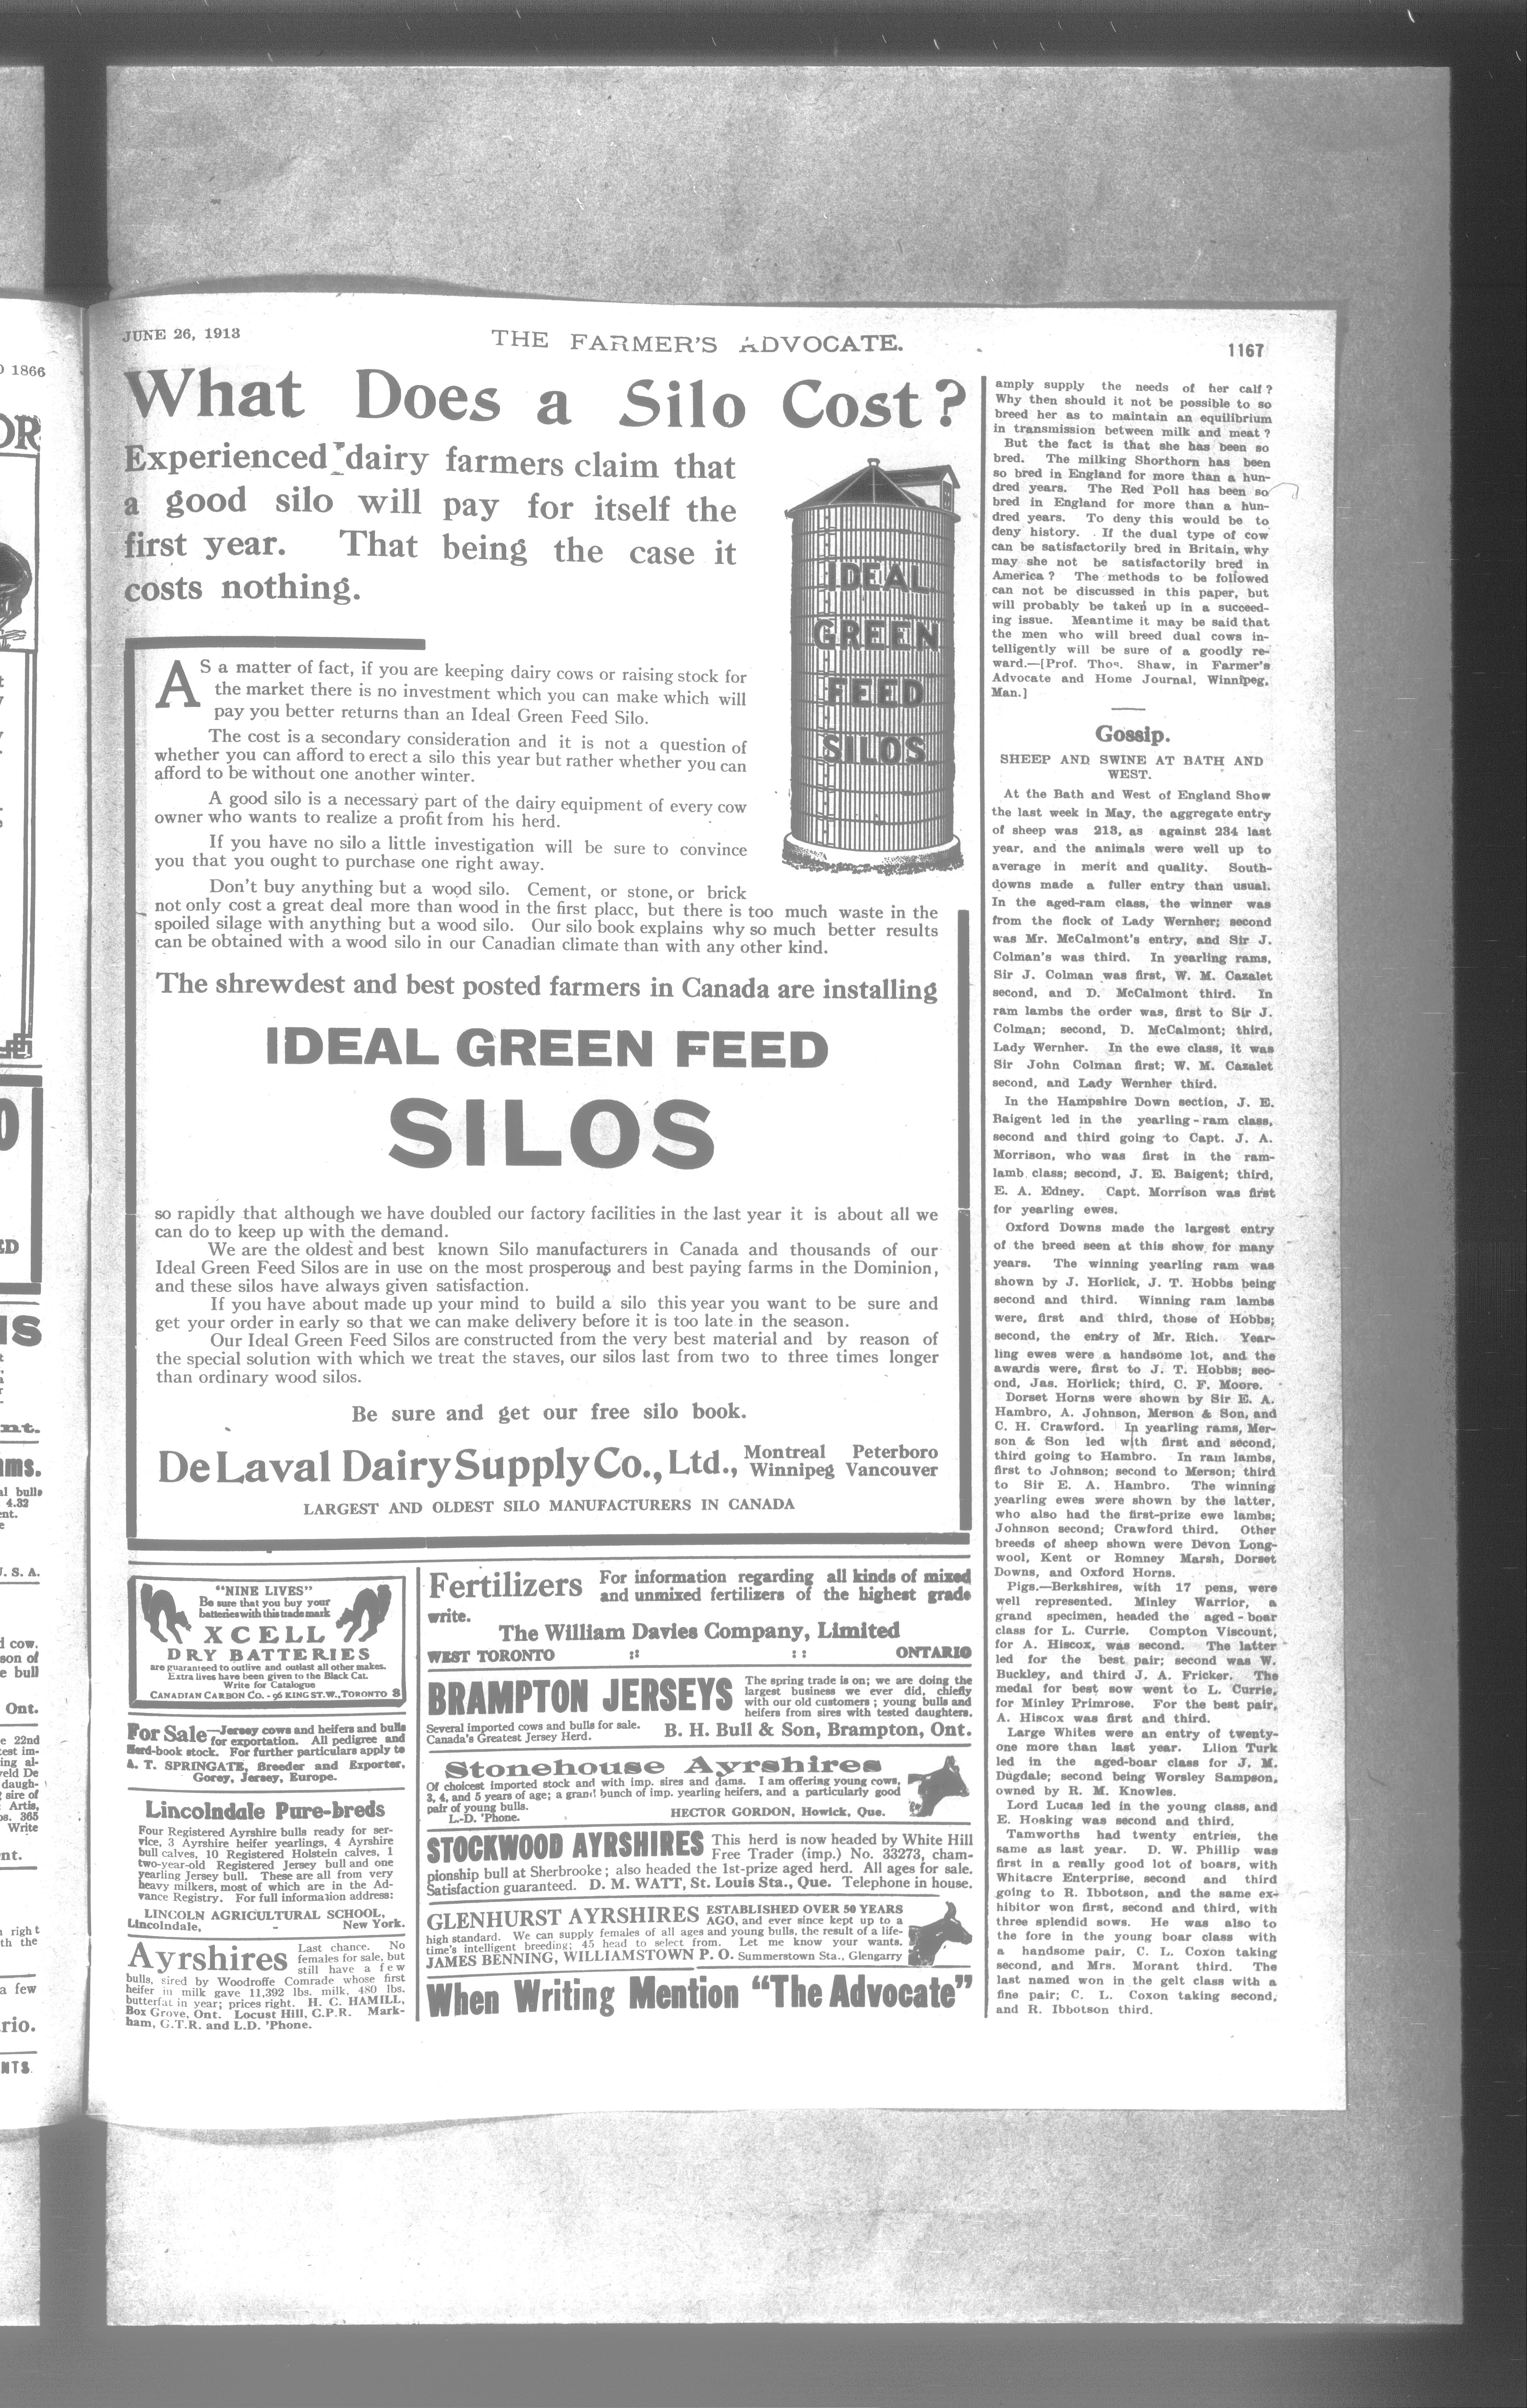 JUNE 26, 1913
THE FARMER'S ADVOCATE.
1167
What Does a Silo Cost?
Experienced dairy farmers claim that
a good silo will pay for itself the
first year. That being the case it
costs nothing.
IDEAL
GREEN
FEED
SILOS
AS a matter of fact, if you are keeping dairy cows or raising stock for
the market there is no investment which you can make which will
pay you better returns than an Ideal Green Feed Silo.
The cost is a secondary consideration and it is not a question of
whether you can afford to erect a silo this year but rather whether you can
afford to be without one another winter.
A good silo is a necessary part of the dairy equipment of every cow
owner who wants to realize a profit from his herd.
If you have no silo a little investigation will be sure to convince
you that you ought to purchase one right away.
Don't buy anything but a wood silo. Cement, or stone, or brick
not only cost a great deal more than wood in the first place, but there is too much waste in the
spoiled silage with anything but a wood silo. Our silo book explains why so much better results
can be obtained with a wood silo in our Canadian climate than with any other kind.
The shrewdest and best posted farmers in Canada are installing
IDEAL GREEN FEED
SILOS
so rapidly that although we have doubled our factory facilities in the last year it is about all we
can do to keep up with the demand.
We are the oldest and best known Silo manufacturers in Canada and thousands of our
Ideal Green Feed Silos are in use on the most prosperous and best paying farms in the Dominion,
and these silos have always given satisfaction.
If you have about made up your mind to build a silo this year you want to be sure and
get your order in early so that we can make delivery before it is too late in the season.
Our Ideal Green Feed Silos are constructed from the very best material and by reason of
the special solution with which we treat the staves, our silos last from two to three times longer
than ordinary wood silos.
Be sure and get our free silo book.
De Laval Dairy Supply Co., Ltd., Montreal Peterboro
Winnipeg Vancouver
LARGEST AND OLDEST SILO MANUFACTURERS IN CANADA
"NINE LIVES"
Be sure that you buy your
batteries with this trade mark
XCELL
DRY BATTERIES
are guaranteed to outlive and outlast all other makes.
Extra lives have been given to the Black Cat.
Write for Catalogue
CANADIAN CARBON CO. - 96 KING ST. W., TORONTO 8
For Sale—Jersey cows and heifers and bulls
for exportation. All pedigree and
Herd-book stock. For further particulars apply to
A. T. SPRINGATE, Breeder and Exporter,
Gorey, Jersey, Europe.
Lincolndale Pure-breds
Four Registered Ayrshire bulls ready for ser-
vice, 3 Ayrshire heifer yearlings, 4 Ayrshire
bull calves, 10 Registered Holstein calves, 1
two-year-old Registered Jersey bull and one
yearling Jersey bull. These are all from very
heavy milkers, most of which are in the Ad-
vance Registry. For full information address:
LINCOLN AGRICULTURAL SCHOOL,
Lincolndale, - New York.
Ayrshires Last chance. No
females for sale, but
still have a few
bulls, sired by Woodroffe Comrade whose first
heifer in milk gave 11,392 lbs. milk, 480 lbs.
butterfat in year; prices right. H. C. HAMILL,
Box Grove, Ont. Locust Hill, C.P.R. Mark-
ham, G.T.R. and L.D. 'Phone.
Fertilizers For information regarding all kinds of mixed
and unmixed fertilizers of the highest grade
write.
The William Davies Company, Limited
WEST TORONTO :: :: ONTARIO
BRAMPTON JERSEYS The spring trade is on; we are doing the
largest business we ever did, chiefly
with our old customers; young bulls and
heifers from sires with tested daughters.
Several imported cows and bulls for sale.
Canada's Greatest Jersey Herd. B. H. Bull & Son, Brampton, Ont.
Stonehouse Ayrshires
Of choicest imported stock and with imp. sires and dams. I am offering young cows,
3, 4, and 5 years of age; a grand bunch of imp. yearling heifers, and a particularly good
pair of young bulls.
L.-D. 'Phone. HECTOR GORDON, Howick, Que.
STOCKWOOD AYRSHIRES This herd is now headed by White Hill
Free Trader (imp.) No. 33273, cham-
pionship bull at Sherbrooke; also headed the 1st-prize aged herd. All ages for sale.
Satisfaction guaranteed. D. M. WATT, St. Louis Sta., Que. Telephone in house.
GLENHURST AYRSHIRES ESTABLISHED OVER 50 YEARS
AGO, and ever since kept up to a
high standard. We can supply females of all ages and young bulls, the result of a life-
time's intelligent breeding; 45 head to select from. Let me know your wants.
JAMES BENNING, WILLIAMSTOWN P. O. Summerstown Sta., Glengarry
When Writing Mention "The Advocate"
amply supply the needs of her calf?
Why then should it not be possible to so
breed her as to maintain an equilibrium
in transmission between milk and meat?
But the fact is that she has been so
bred. The milking Shorthorn has been
so bred in England for more than a hun-
dred years. The Red Poll has been so
bred in England for more than a hun-
dred years. To deny this would be to
deny history. If the dual type of cow
can be satisfactorily bred in Britain, why
may she not be satisfactorily bred in
America? The methods to be followed
can not be discussed in this paper, but
will probably be taken up in a succeed-
ing issue. Meantime it may be said that
the men who will breed dual cows in-
telligently will be sure of a goodly re-
ward.—[Prof. Thos. Shaw, in Farmer's
Advocate and Home Journal, Winnipeg,
Man.]
Gossip.
SHEEP AND SWINE AT BATH AND
WEST.
At the Bath and West of England Show
the last week in May, the aggregate entry
of sheep was 213, as against 234 last
year, and the animals were well up to
average in merit and quality. South-
downs made a fuller entry than usual.
In the aged-ram class, the winner was
from the flock of Lady Wernher; second
was Mr. McCalmont's entry, and Sir J.
Colman's was third. In yearling rams,
Sir J. Colman was first, W. M. Cazalet
second, and D. McCalmont third. In
ram lambs the order was, first to Sir J.
Colman; second, D. McCalmont; third,
Lady Wernher. In the ewe class, it was
Sir John Colman first; W. M. Cazalet
second, and Lady Wernher third.
In the Hampshire Down section, J. E.
Baigent led in the yearling-ram class,
second and third going to Capt. J. A.
Morrison, who was first in the ram-
lamb class; second, J. E. Baigent; third,
E. A. Edney. Capt. Morrison was first
for yearling ewes.
Oxford Downs made the largest entry
of the breed seen at this show for many
years. The winning yearling ram was
shown by J. Horlick, J. T. Hobbs being
second and third. Winning ram lambs
were, first and third, those of Hobbs;
second, the entry of Mr. Rich. Year-
ling ewes were a handsome lot, and the
awards were, first to J. T. Hobbs; sec-
ond, Jas. Horlick; third, C. F. Moore.
Dorset Horns were shown by Sir E. A.
Hambro, A. Johnson, Merson & Son, and
C. H. Crawford. In yearling rams, Mer-
son & Son led with first and second,
third going to Hambro. In ram lambs,
first to Johnson; second to Merson; third
to Sir E. A. Hambro. The winning
yearling ewes were shown by the latter,
who also had the first-prize ewe lambs;
Johnson second; Crawford third. Other
breeds of sheep shown were Devon Long-
wool, Kent or Romney Marsh, Dorset
Downs, and Oxford Horns.
Pigs.—Berkshires, with 17 pens, were
well represented. Minley Warrior, a
grand specimen, headed the aged-boar
class for L. Currie. Compton Viscount,
for A. Hiscox, was second. The latter
led for the best pair; second was W.
Buckley, and third J. A. Fricker. The
medal for best sow went to L. Currie,
for Minley Primrose. For the best pair,
A. Hiscox was first and third.
Large Whites were an entry of twenty-
one more than last year. Llion Turk
led in the aged-boar class for J. M.
Dugdale; second being Worsley Sampson,
owned by R. M. Knowles.
Lord Lucas led in the young class, and
E. Hosking was second and third.
Tamworths had twenty entries, the
same as last year. D. W. Phillip was
first in a really good lot of boars, with
Whitacre Enterprise, second and third
going to R. Ibbotson, and the same ex-
hibitor won first, second and third, with
three splendid sows. He was also to
the fore in the young boar class with
a handsome pair, C. L. Coxon taking
second, and Mrs. Morant third. The
last named won in the gelt class with a
fine pair; C. L. Coxon taking second,
and R. Ibbotson third.